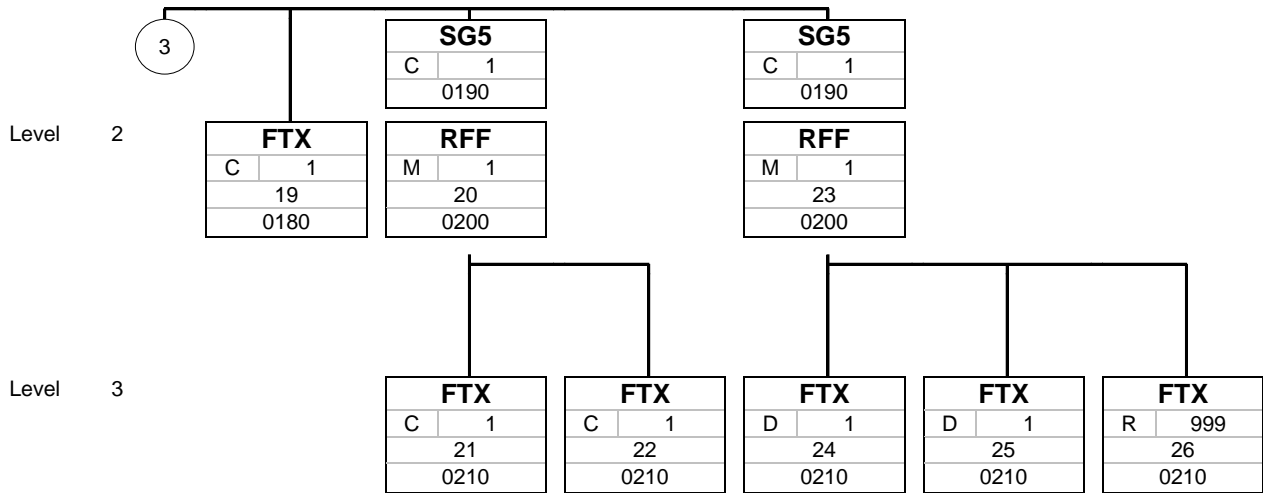 3
SG5
C 1
0190
SG5
C 1
0190
Level 2
FTX
C 1
19
0180
RFF
M 1
20
0200
RFF
M 1
23
0200
Level 3
FTX
C 1
21
0210
FTX
C 1
22
0210
FTX
D 1
24
0210
FTX
D 1
25
0210
FTX
R 999
26
0210